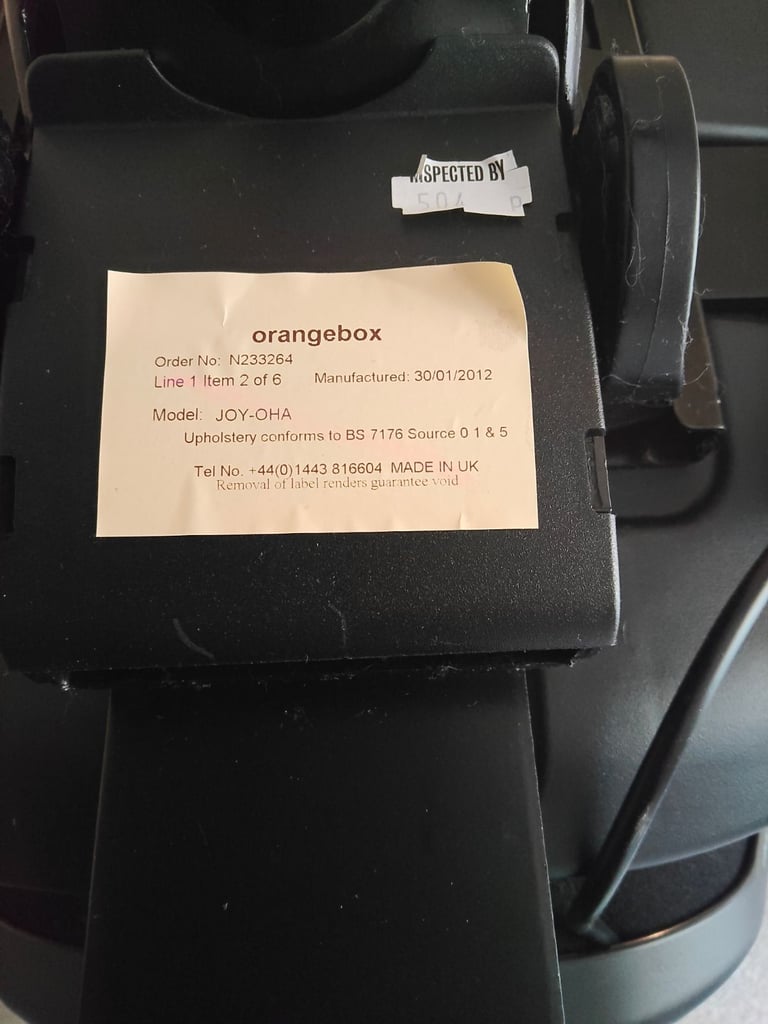 INSPECTED BY
orangebox
Order No: N233264
Line 1 Item 2 of 6 Manufactured: 30/01/2012
Model: JOY-OHA
Upholstery conforms to BS 7176 Source 0 1 & 5
Tel No. +44(0)1443 816604 MADE IN UK
Removal of label renders guarantee void